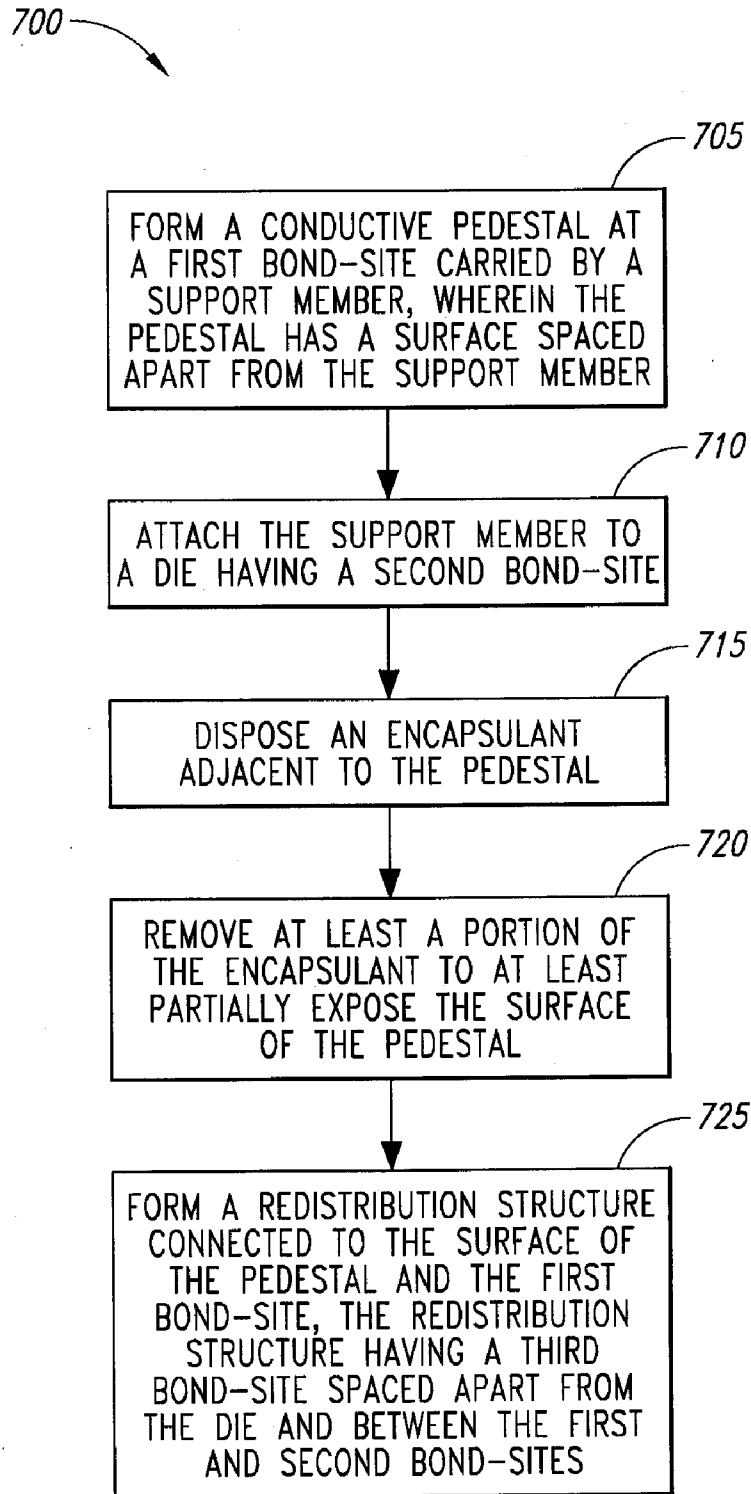 700
705
FORM A CONDUCTIVE PEDESTAL AT
A FIRST BOND-SITE CARRIED BY A
SUPPORT MEMBER, WHEREIN THE
PEDESTAL HAS A SURFACE SPACED
APART FROM THE SUPPORT MEMBER
710
ATTACH THE SUPPORT MEMBER TO
A DIE HAVING A SECOND BOND-SITE
715
DISPOSE AN ENCAPSULANT
ADJACENT TO THE PEDESTAL
720
REMOVE AT LEAST A PORTION OF
THE ENCAPSULANT TO AT LEAST
PARTIALLY EXPOSE THE SURFACE
OF THE PEDESTAL
725
FORM A REDISTRIBUTION STRUCTURE
CONNECTED TO THE SURFACE OF
THE PEDESTAL AND THE FIRST
BOND-SITE, THE REDISTRIBUTION
STRUCTURE HAVING A THIRD
BOND-SITE SPACED APART FROM
THE DIE AND BETWEEN THE FIRST
AND SECOND BOND-SITES